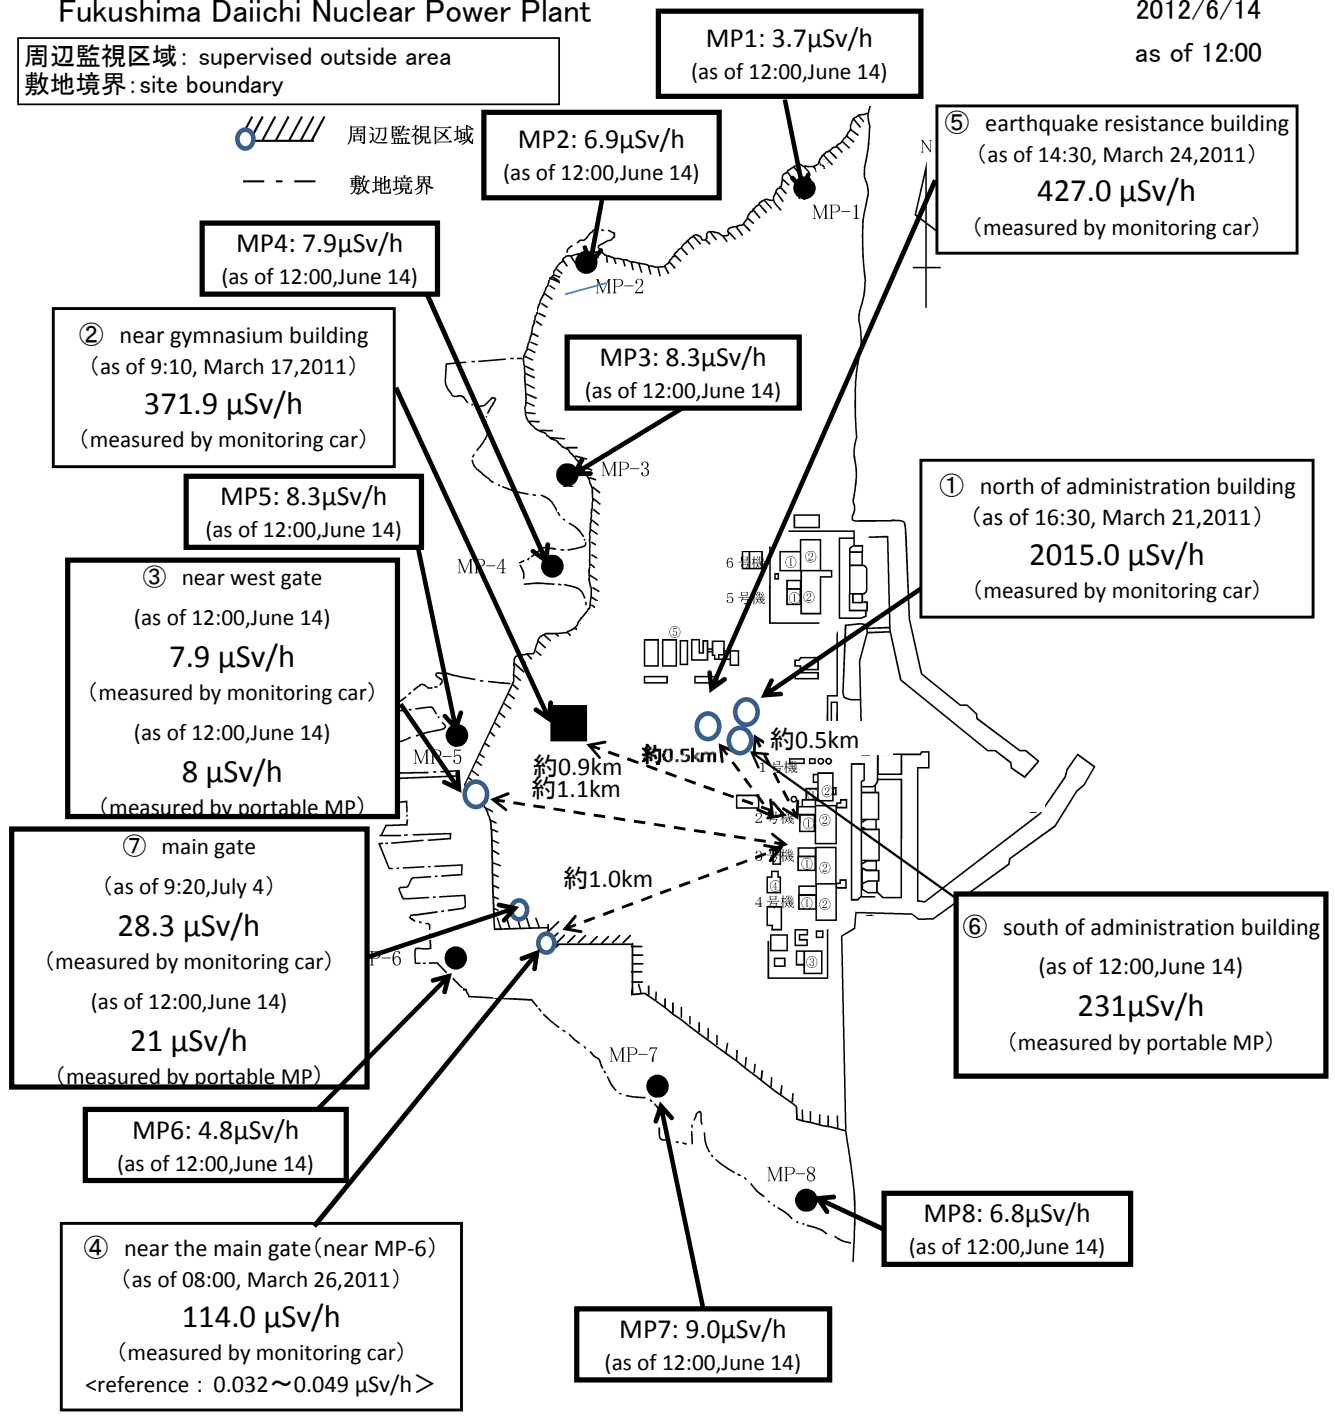 Fukushima Daiichi Nuclear Power Plant
2012/6/14
as of 12:00
周辺監視区域: supervised outside area
敷地境界:site boundary
周辺監視区域
敷地境界
MP1: 3.7μSv/h
(as of 12:00,June 14)
MP2: 6.9μSv/h
(as of 12:00,June 14)
⑤ earthquake resistance building
(as of 14:30, March 24,2011)
427.0 μSv/h
(measured by monitoring car)
N
MP-1
MP4: 7.9μSv/h
(as of 12:00,June 14)
MP-2
② near gymnasium building
(as of 9:10, March 17,2011)
371.9 μSv/h
(measured by monitoring car)
MP3: 8.3μSv/h
(as of 12:00,June 14)
MP-3
MP5: 8.3μSv/h
(as of 12:00,June 14)
① north of administration building
(as of 16:30, March 21,2011)
2015.0 μSv/h
(measured by monitoring car)
MP-4
6号機
① ②
5号機
① ②
③ near west gate
(as of 12:00,June 14)
7.9 μSv/h
(measured by monitoring car)
(as of 12:00,June 14)
8 μSv/h
(measured by portable MP)
⑤
MP-5
約0.9km
約1.1km
約0.5km
約0.5km
1号機
②
2号機
① ②
3号機
① ②
④
4号機
① ②
③
⑦ main gate
(as of 9:20,July 4)
28.3 μSv/h
(measured by monitoring car)
(as of 12:00,June 14)
21 μSv/h
(measured by portable MP)
約1.0km
P-6
⑥ south of administration building
(as of 12:00,June 14)
231μSv/h
(measured by portable MP)
MP-7
MP6: 4.8μSv/h
(as of 12:00,June 14)
MP-8
MP8: 6.8μSv/h
(as of 12:00,June 14)
④ near the main gate(near MP-6)
(as of 08:00, March 26,2011)
114.0 μSv/h
(measured by monitoring car)
<reference : 0.032～0.049 μSv/h>
MP7: 9.0μSv/h
(as of 12:00,June 14)